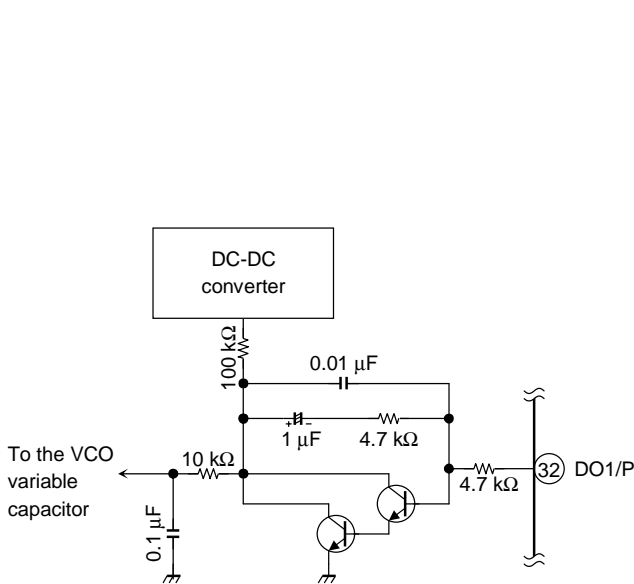 DC-DC
converter
100 kΩ
0.01 μF
+ −
1 μF
4.7 kΩ
To the VCO
variable
capacitor
10 kΩ
4.7 kΩ
32 DO1/P
0.1 μF